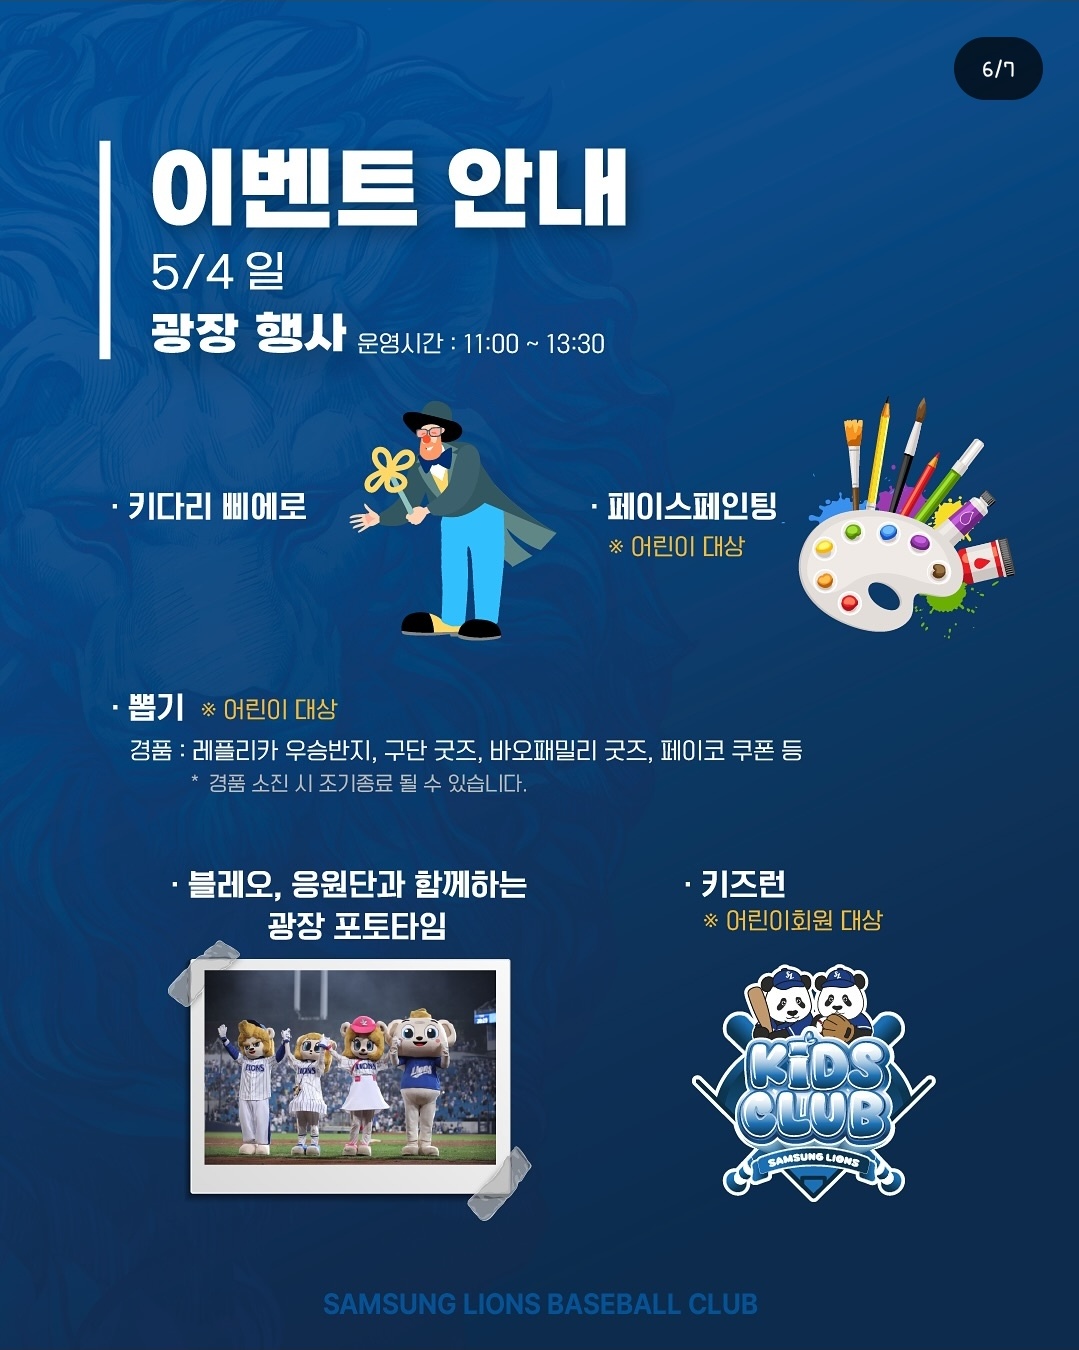 6/7
이벤트 안내
5/4 일
광장 행사 운영시간 : 11:00 ~ 13:30
· 키다리 삐에로
· 페이스페인팅
※ 어린이 대상
· 뽑기 ※ 어린이 대상
경품 : 레플리카 우승반지, 구단 굿즈, 바오패밀리 굿즈, 페이코 쿠폰 등
* 경품 소진 시 조기종료 될 수 있습니다.
· 블레오, 응원단과 함께하는
광장 포토타임
· 키즈런
※ 어린이회원 대상
LIONS
Lions
KiDS
CLUB
SAMSUNG LIONS
SAMSUNG LIONS BASEBALL CLUB